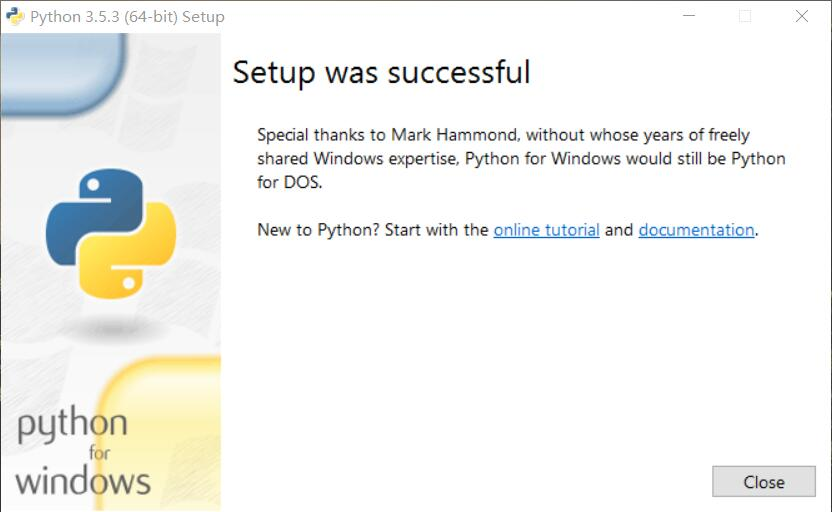 Python 3.5.3 (64-bit) Setup
Setup was successful
Special thanks to Mark Hammond, without whose years of freely
shared Windows expertise, Python for Windows would still be Python
for DOS.
New to Python? Start with the online tutorial and documentation.
python
for
windows
Close